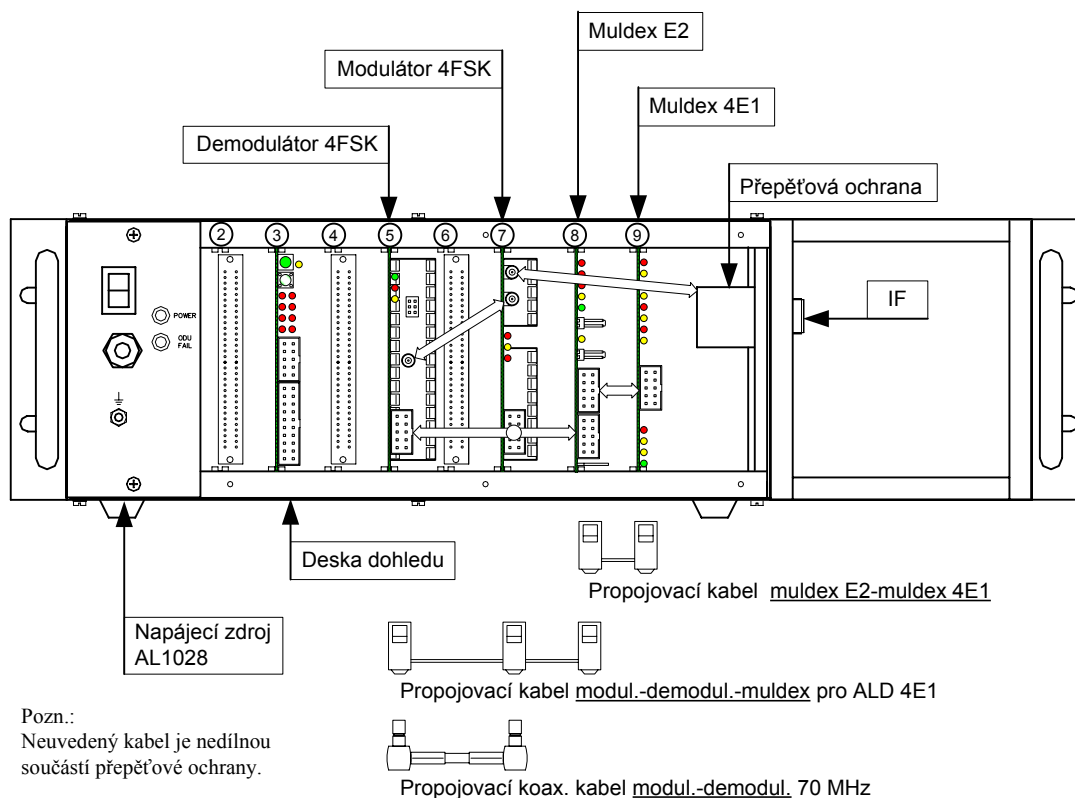 Muldex E2
Modulátor 4FSK
Muldex 4E1
Demodulátor 4FSK
Přepěťová ochrana
2 3 4 5 6 7 8 9
POWER
ODU
FAIL
IF
Deska dohledu
Propojovací kabel muldex E2-muldex 4E1
Napájecí zdroj
AL1028
Propojovací kabel modul.-demodul.-muldex pro ALD 4E1
Pozn.:
Neuvedený kabel je nedílnou
součástí přepěťové ochrany.
Propojovací koax. kabel modul.-demodul. 70 MHz